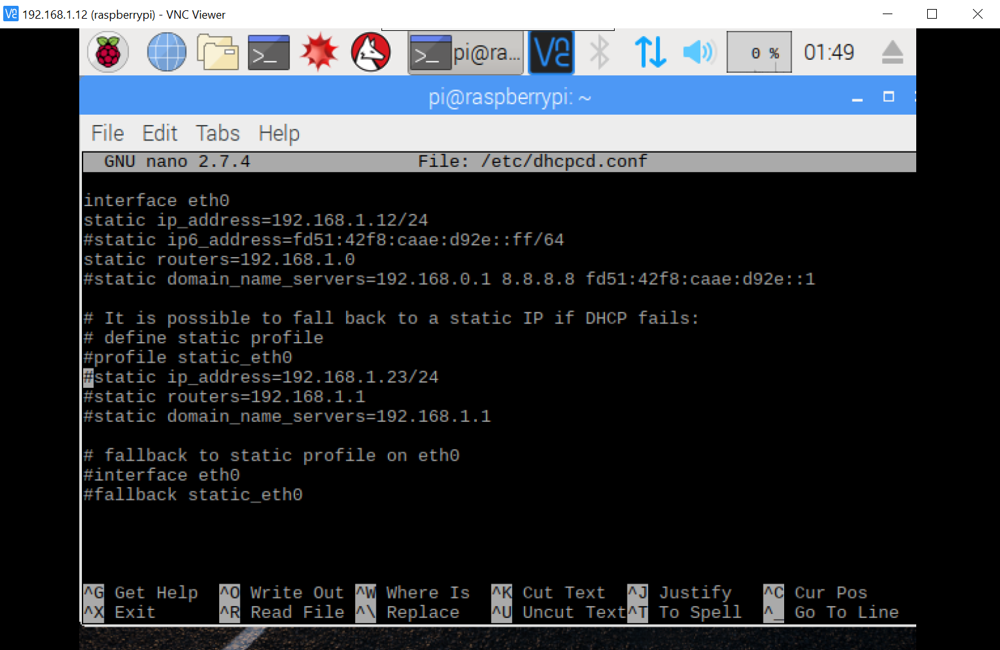 192.168.1.12 (raspberrypi) - VNC Viewer
pi@ra... 0 % 01:49
pi@raspberrypi: ~
File Edit Tabs Help
GNU nano 2.7.4 File: /etc/dhcpcd.conf
interface eth0
static ip_address=192.168.1.12/24
#static ip6_address=fd51:42f8:caae:d92e::ff/64
static routers=192.168.1.0
#static domain_name_servers=192.168.0.1 8.8.8.8 fd51:42f8:caae:d92e::1
# It is possible to fall back to a static IP if DHCP fails:
# define static profile
#profile static_eth0
#static ip_address=192.168.1.23/24
#static routers=192.168.1.1
#static domain_name_servers=192.168.1.1
# fallback to static profile on eth0
#interface eth0
#fallback static_eth0
^G Get Help ^O Write Out ^W Where Is ^K Cut Text ^J Justify ^C Cur Pos
^X Exit ^R Read File ^\ Replace ^U Uncut Text ^T To Spell ^_ Go To Line